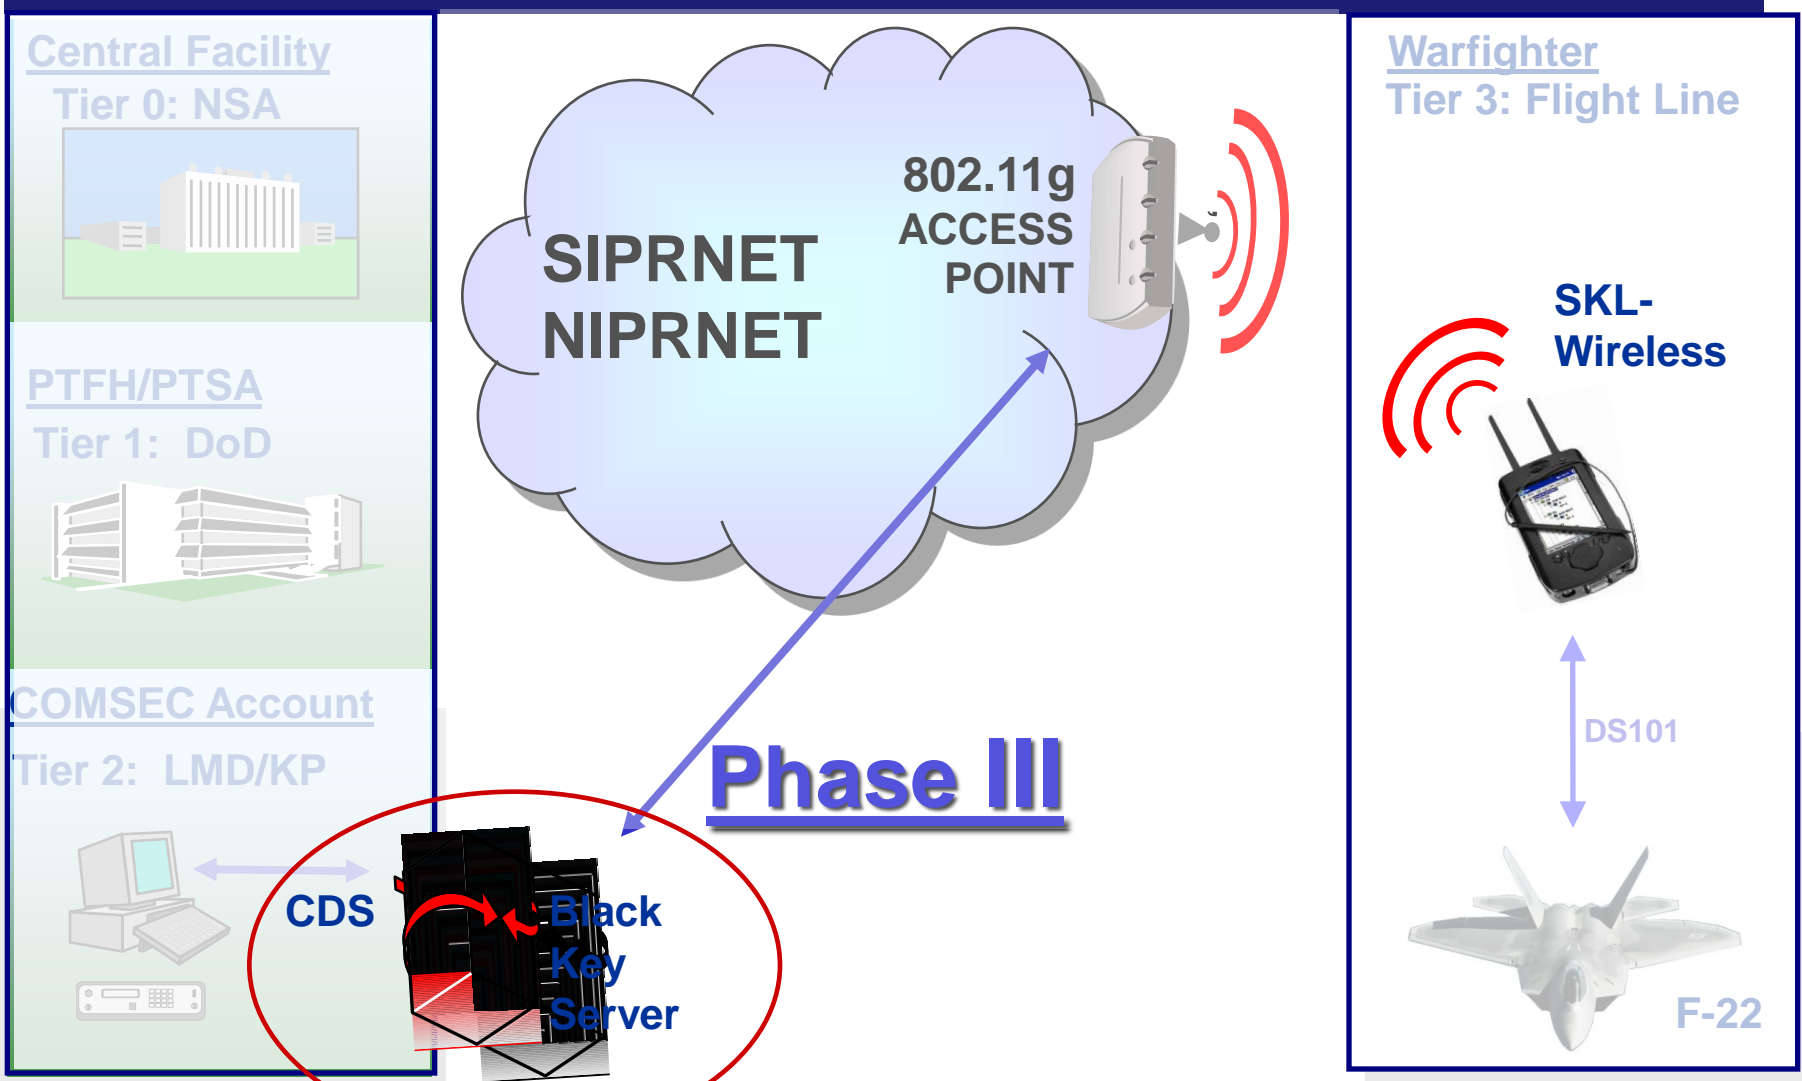 Central Facility
Tier 0: NSA
PTFH/PTSA
Tier 1: DoD
COMSEC Account
Tier 2: LMD/KP
CDS
Black
Key
Server
SIPRNET
NIPRNET
802.11g
ACCESS
POINT
Phase III
Warfighter
Tier 3: Flight Line
SKL-
Wireless
DS101
F-22